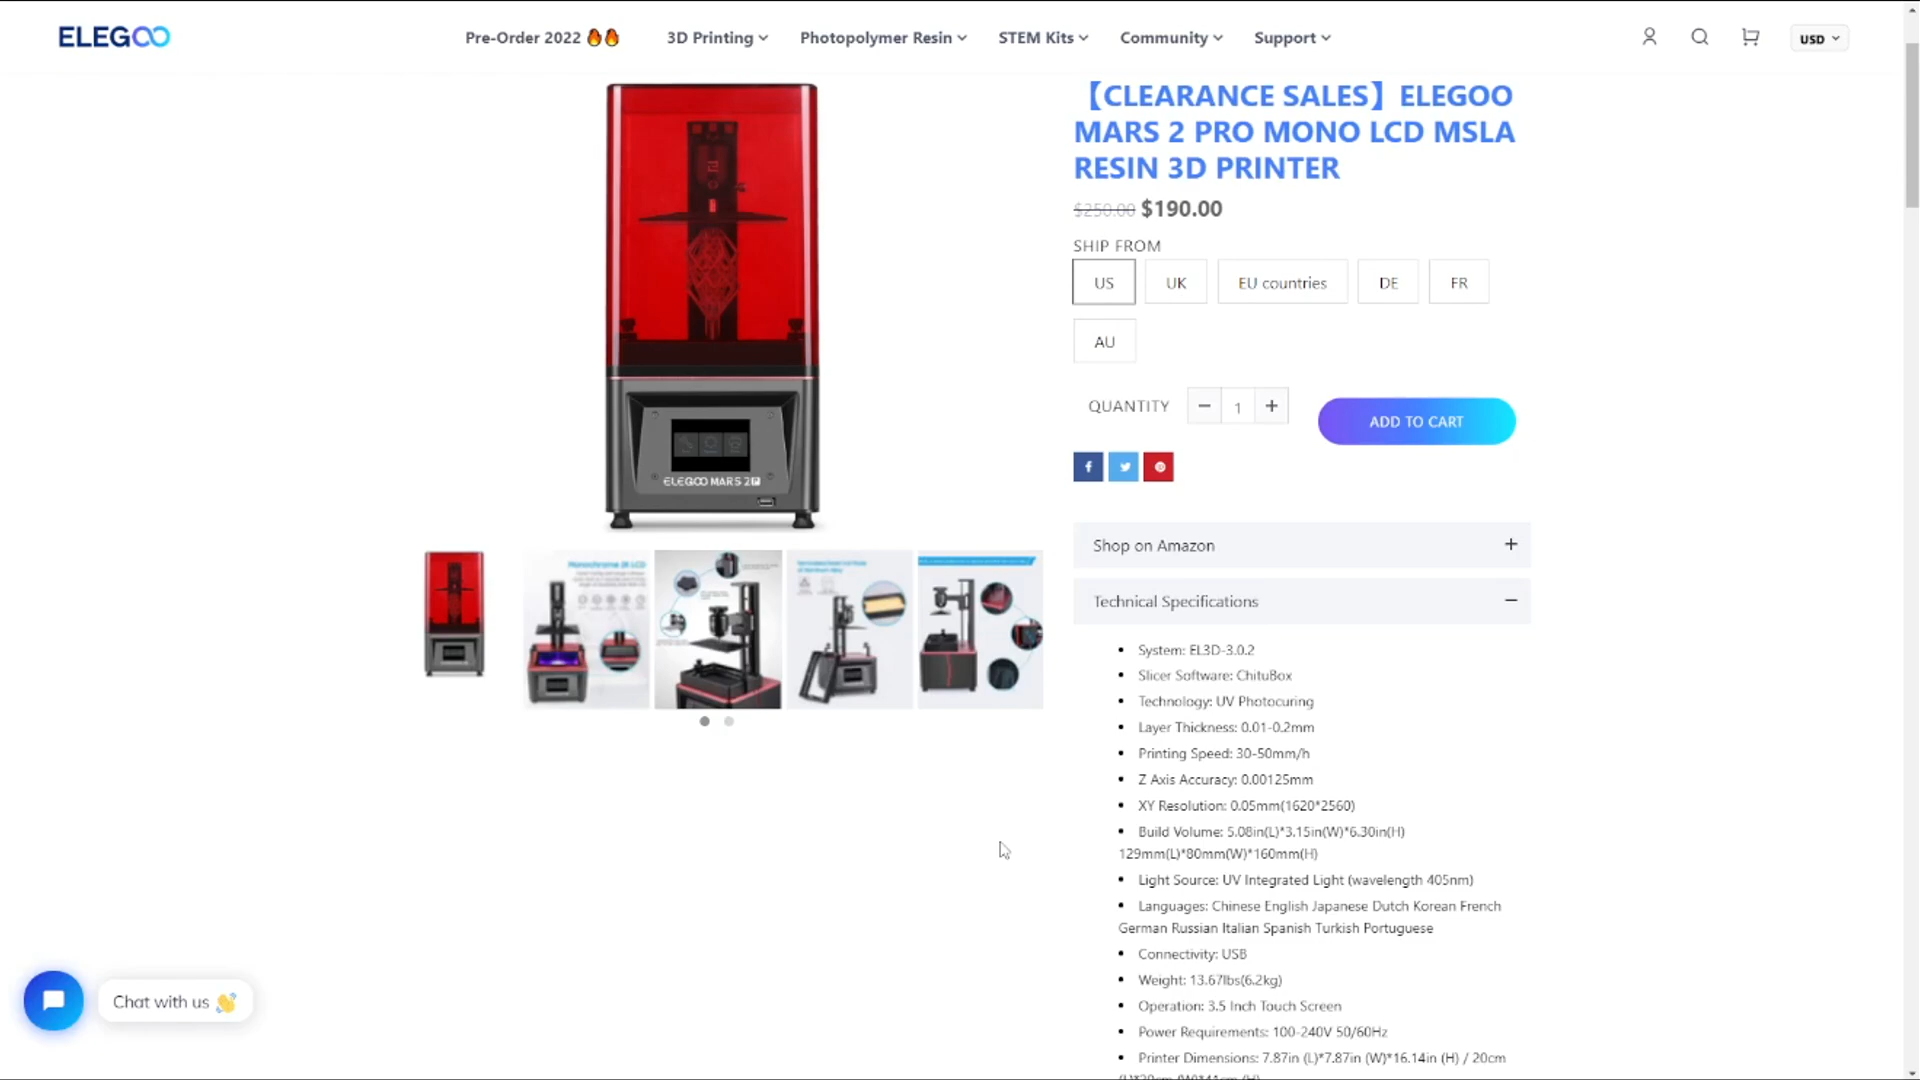 ELEGOO
Pre-Order 2022 🔥🔥
3D Printing
Photopolymer Resin
STEM Kits
Community
Support
USD
【CLEARANCE SALES】ELEGOO
MARS 2 PRO MONO LCD MSLA
RESIN 3D PRINTER
$250.00 $190.00
SHIP FROM
US
UK
EU countries
DE
FR
AU
QUANTITY
1
ADD TO CART
ELEGOO MARS 2P
Shop on Amazon
Technical Specifications
Monochrome 2K LCD
• System: EL3D-3.0.2
• Slicer Software: ChituBox
• Technology: UV Photocuring
• Layer Thickness: 0.01-0.2mm
• Printing Speed: 30-50mm/h
• Z Axis Accuracy: 0.00125mm
• XY Resolution: 0.05mm(1620*2560)
• Build Volume: 5.08in(L)*3.15in(W)*6.30in(H)
129mm(L)*80mm(W)*160mm(H)
• Light Source: UV Integrated Light (wavelength 405nm)
• Languages: Chinese English Japanese Dutch Korean French
German Russian Italian Spanish Turkish Portuguese
• Connectivity: USB
• Weight: 13.67lbs(6.2kg)
• Operation: 3.5 Inch Touch Screen
• Power Requirements: 100-240V 50/60Hz
• Printer Dimensions: 7.87in (L)*7.87in (W)*16.14in (H) / 20cm
(L)*20cm (W)*41cm (H)
Chat with us 👋